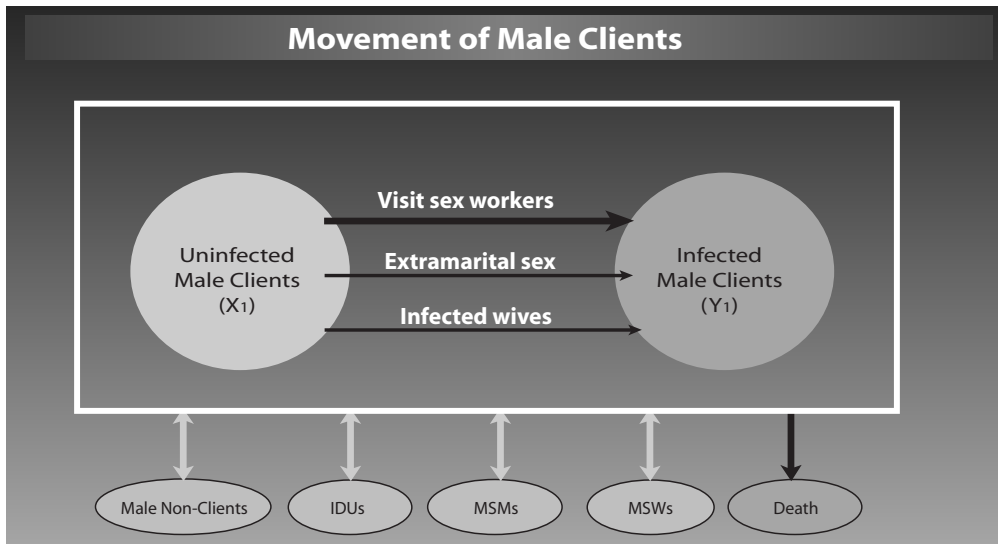 Movement of Male Clients
Visit sex workers
Uninfected
Male Clients
(X1)
Extramarital sex
Infected
Male Clients
(Y1)
Infected wives
Male Non-Clients
IDUs
MSMs
MSWs
Death